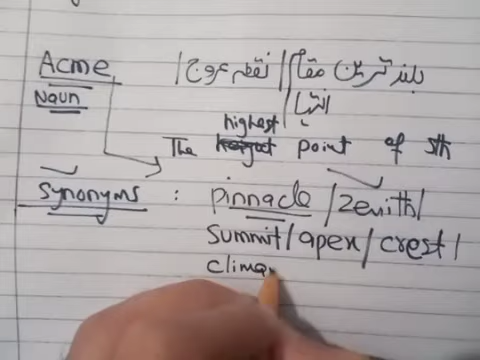 Acme /نقطہ عروج/ بلند ترین مقام
Noun انتہا
highest
The point of sth
Synonyms : pinnacle / zenith /
Summit / apex / crest /
Clima